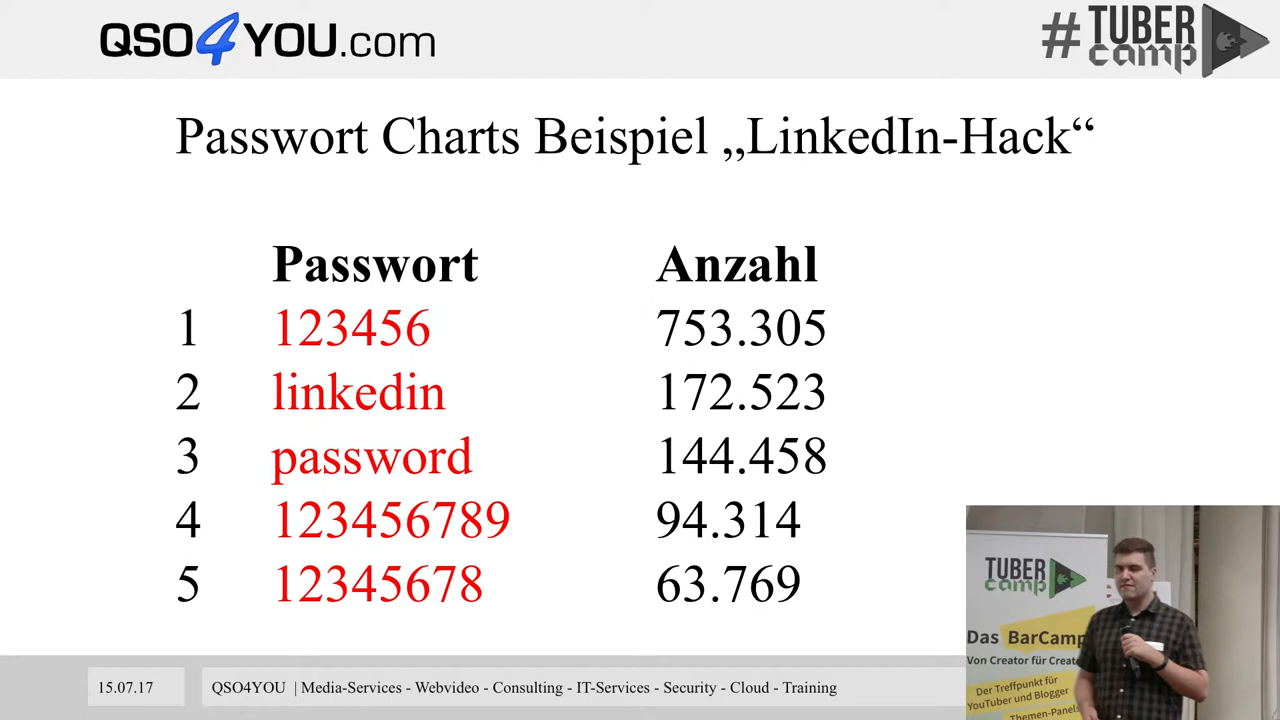 QSO4YOU.com
#TUBER
camp
Passwort Charts Beispiel „LinkedIn-Hack“
Passwort Anzahl
1 123456 753.305
2 linkedin 172.523
3 password 144.458
4 123456789 94.314
5 12345678 63.769
TUBER
camp
Das BarCamp
Von Creator für Create
Der Treffpunkt für
YouTuber und Blogger
Themen-Panels
15.07.17
QSO4YOU | Media-Services - Webvideo - Consulting - IT-Services - Security - Cloud - Training